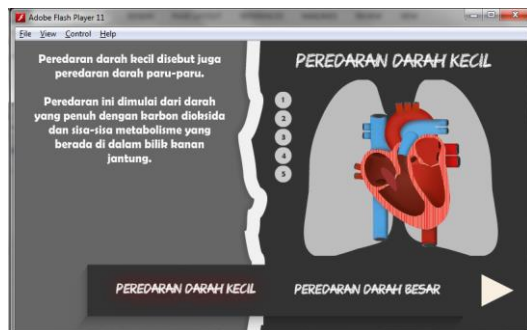 Adobe Flash Player 11
File View Control Help
Peredaran darah kecil disebut juga
peredaran darah paru-paru.
Peredaran ini dimulai dari darah
yang penuh dengan karbon dioksida
dan sisa-sisa metabolisme yang
berada di dalam bilik kanan
jantung.
PEREDARAN DARAH KECIL
1
2
3
4
5
PEREDARAN DARAH KECIL
PEREDARAN DARAH BESAR